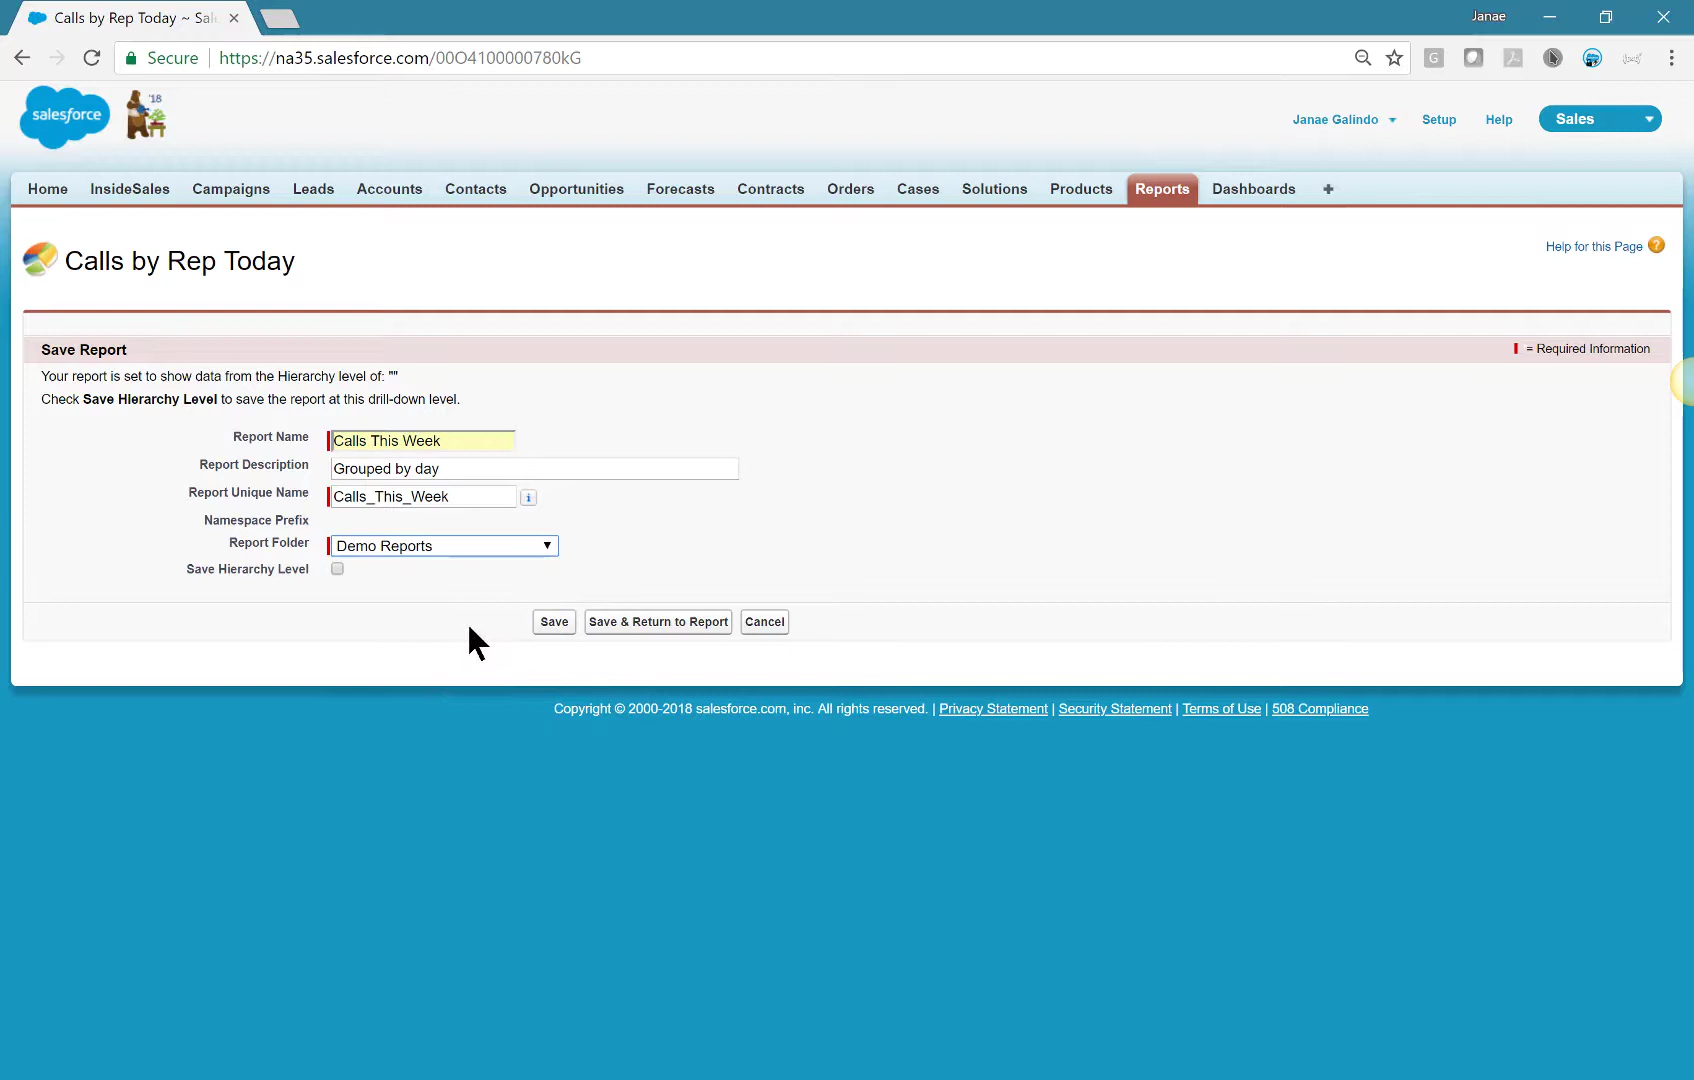 Calls by Rep Today ~ Sal
Janae
Secure
https://na35.salesforce.com/00O4100000780kG
salesforce
'18
Janae Galindo
Setup
Help
Sales
Home
InsideSales
Campaigns
Leads
Accounts
Contacts
Opportunities
Forecasts
Contracts
Orders
Cases
Solutions
Products
Reports
Dashboards
Calls by Rep Today
Help for this Page
Save Report
= Required Information
Your report is set to show data from the Hierarchy level of: ""
Check Save Hierarchy Level to save the report at this drill-down level.
Report Name
Calls This Week
Report Description
Grouped by day
Report Unique Name
Calls_This_Week
Namespace Prefix
Report Folder
Demo Reports
Save Hierarchy Level
Save
Save & Return to Report
Cancel
Copyright © 2000-2018 salesforce.com, inc. All rights reserved. | Privacy Statement | Security Statement | Terms of Use | 508 Compliance